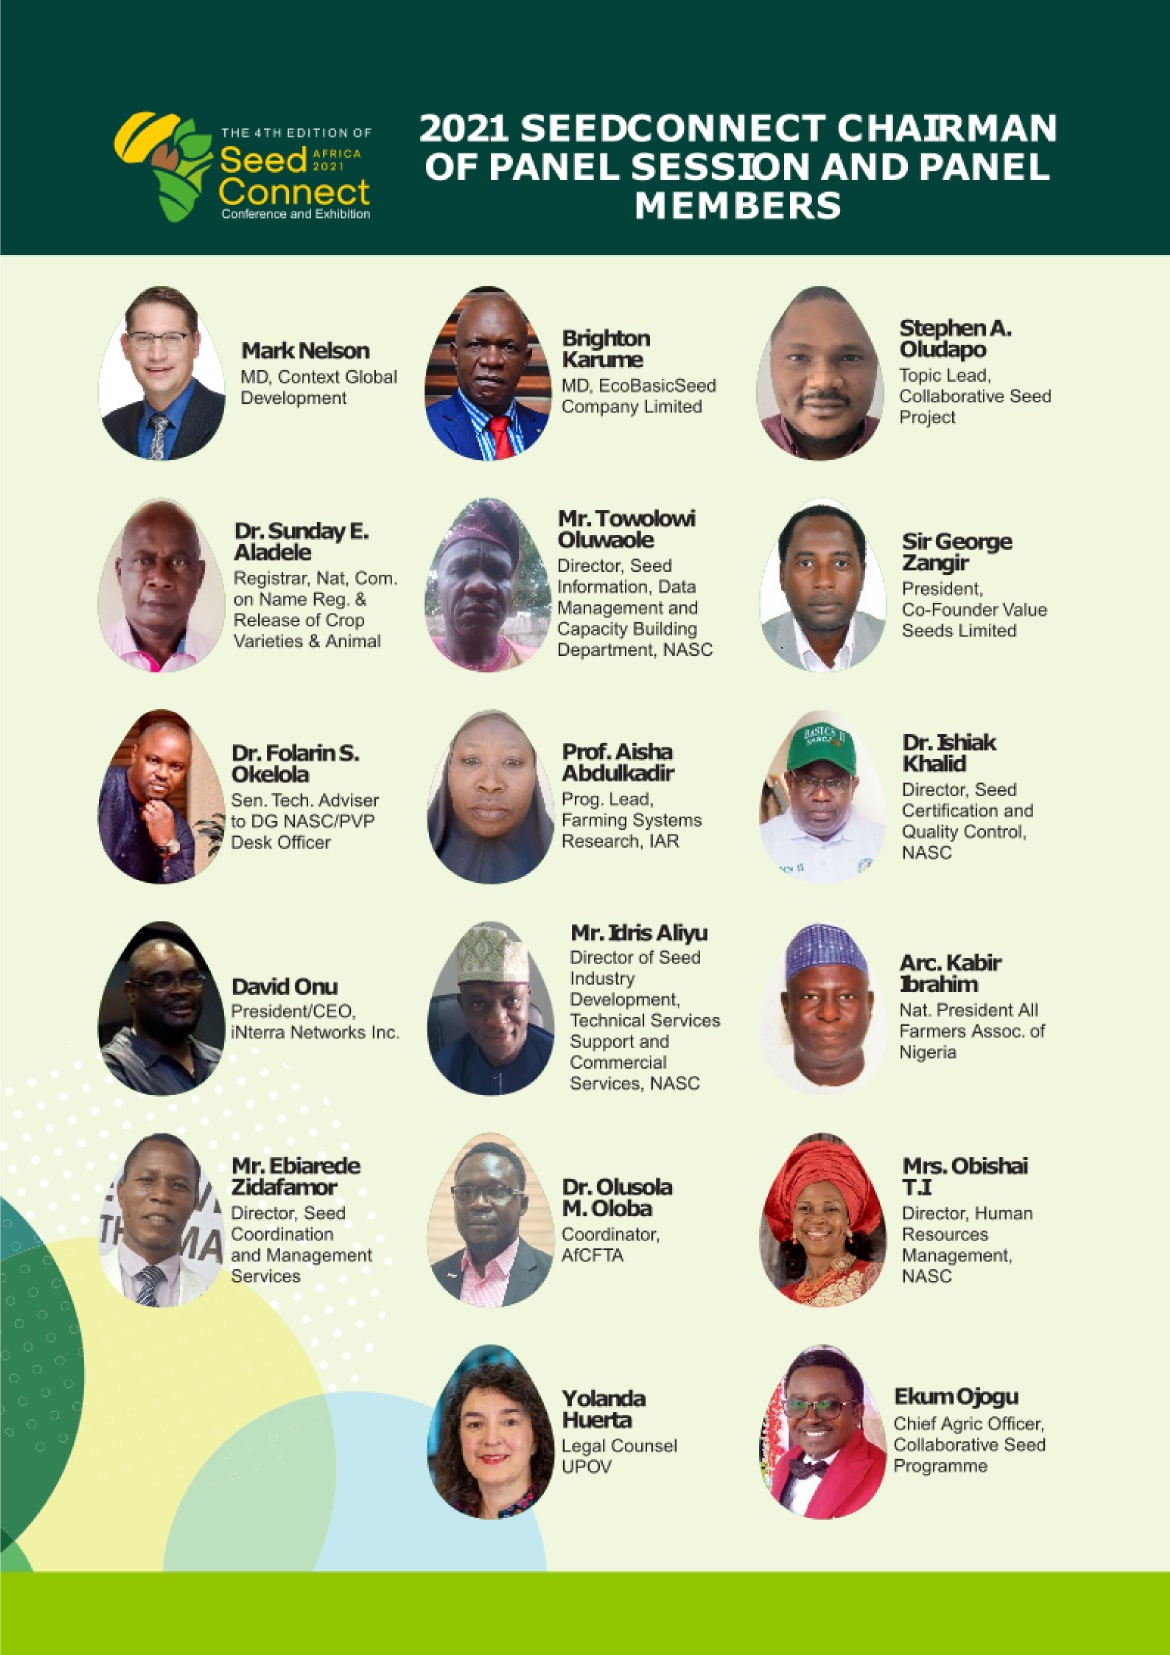 THE 4TH EDITION OF
Seed AFRICA 2021
Connect
Conference and Exhibition
2021 SEEDCONNECT CHAIRMAN
OF PANEL SESSION AND PANEL
MEMBERS
Mark Nelson
MD, Context Global
Development
Brighton
Karume
MD, EcoBasicSeed
Company Limited
Stephen A.
Oludapo
Topic Lead,
Collaborative Seed
Project
Dr. Sunday E.
Aladele
Registrar, Nat, Com.
on Name Reg. &
Release of Crop
Varieties & Animal
Mr. Towolowi
Oluwaole
Director, Seed
Information, Data
Management and
Capacity Building
Department, NASC
Sir George
Zangir
President,
Co-Founder Value
Seeds Limited
Dr. Folarin S.
Okelola
Sen. Tech. Adviser
to DG NASC/PVP
Desk Officer
Prof. Aisha
Abdulkadir
Prog. Lead,
Farming Systems
Research, IAR
BASICS II
Dr. Ishiak
Khalid
Director, Seed
Certification and
Quality Control,
NASC
David Onu
President/CEO,
iNterra Networks Inc.
Mr. Idris Aliyu
Director of Seed
Industry
Development,
Technical Services
Support and
Commercial
Services, NASC
Arc. Kabir
Ibrahim
Nat. President All
Farmers Assoc. of
Nigeria
Mr. Ebiarede
Zidafamor
Director, Seed
Coordination
and Management
Services
Dr. Olusola
M. Oloba
Coordinator,
AfCFTA
Mrs. Obishai
T.I
Director, Human
Resources
Management,
NASC
Yolanda
Huerta
Legal Counsel
UPOV
Ekum Ojogu
Chief Agric Officer,
Collaborative Seed
Programme